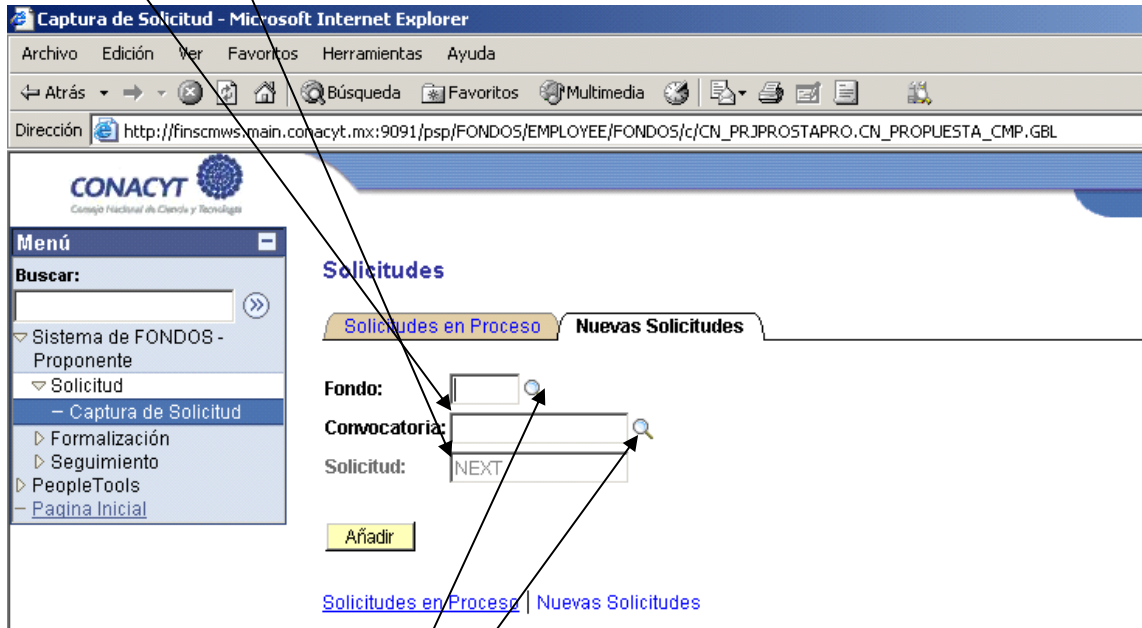 Captura de Solicitud - Microsoft Internet Explorer
Archivo Edición Ver Favoritos Herramientas Ayuda
Atrás Búsqueda Favoritos Multimedia
Dirección http://finscmws.main.conacyt.mx:9091/psp/FONDOS/EMPLOYEE/FONDOS/c/CN_PRJPROSTAPRO.CN_PROPUESTA_CMP.GBL
CONACYT
Consejo Nacional de Ciencia y Tecnología
Menú
Buscar:
Sistema de FONDOS -
Proponente
Solicitud
– Captura de Solicitud
Formalización
Seguimiento
PeopleTools
– Pagina Inicial
Solicitudes
Solicitudes en Proceso Nuevas Solicitudes
Fondo:
Convocatoria:
Solicitud: NEXT
Añadir
Solicitudes en Proceso | Nuevas Solicitudes